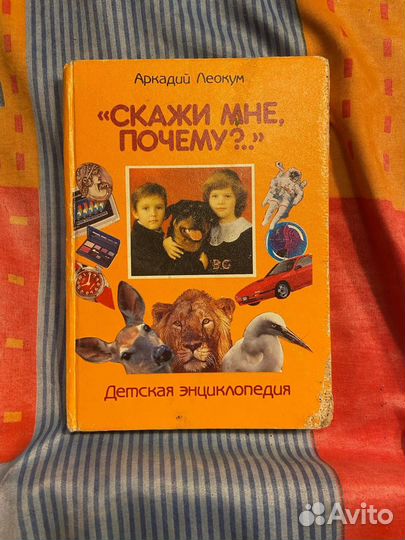 Аркадий Леокум
«СКАЖИ МНЕ,
ПОЧЕМУ?..»
Детская энциклопедия
Avito